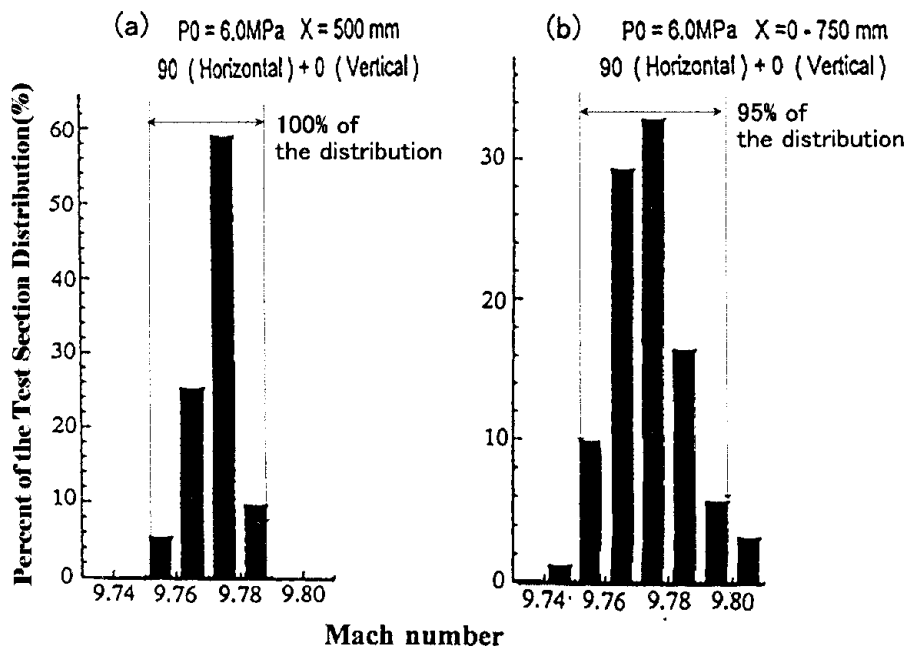 (a) P0 = 6.0MPa X = 500 mm
90 (Horizontal) + 0 (Vertical)
100% of
the distribution
Percent of the Test Section Distribution(%)
60
50
40
30
20
10
0
9.74 9.76 9.78 9.80
(b) P0 = 6.0MPa X =0 - 750 mm
90 (Horizontal) + 0 (Vertical)
95% of
the distribution
30
20
10
0
9.74 9.76 9.78 9.80
Mach number